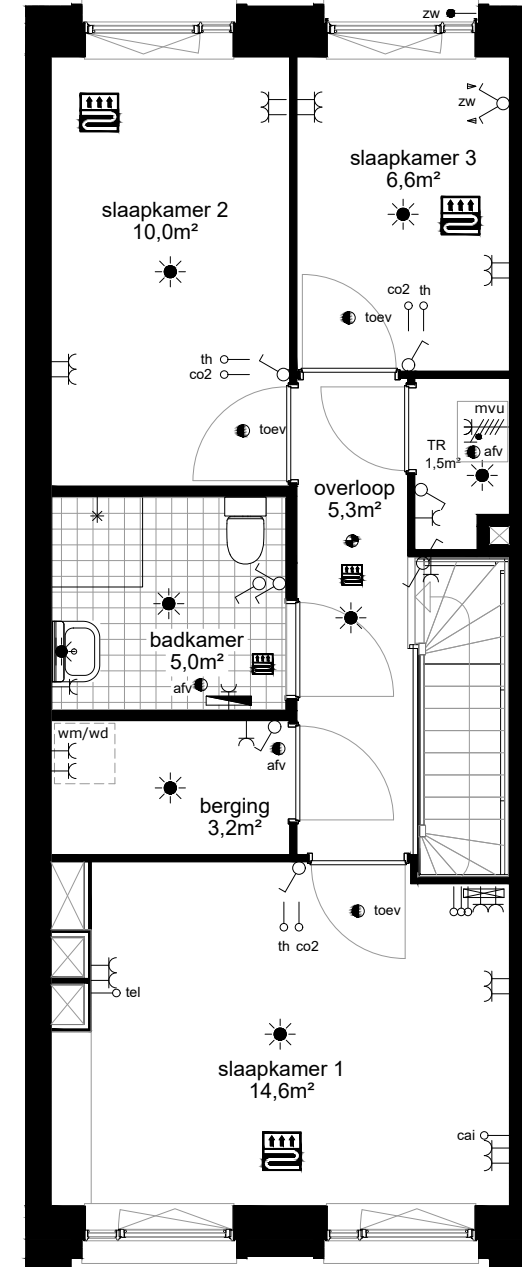 zw
zw
slaapkamer 3
6,6m²
slaapkamer 2
10,0m²
co2 th
toev
th
co2
toev
mvu
TR
afv
1,5m²
overloop
5,3m²
badkamer
5,0m²
afv
wm/wd
afv
berging
3,2m²
toev
th co2
tel
slaapkamer 1
14,6m²
cai